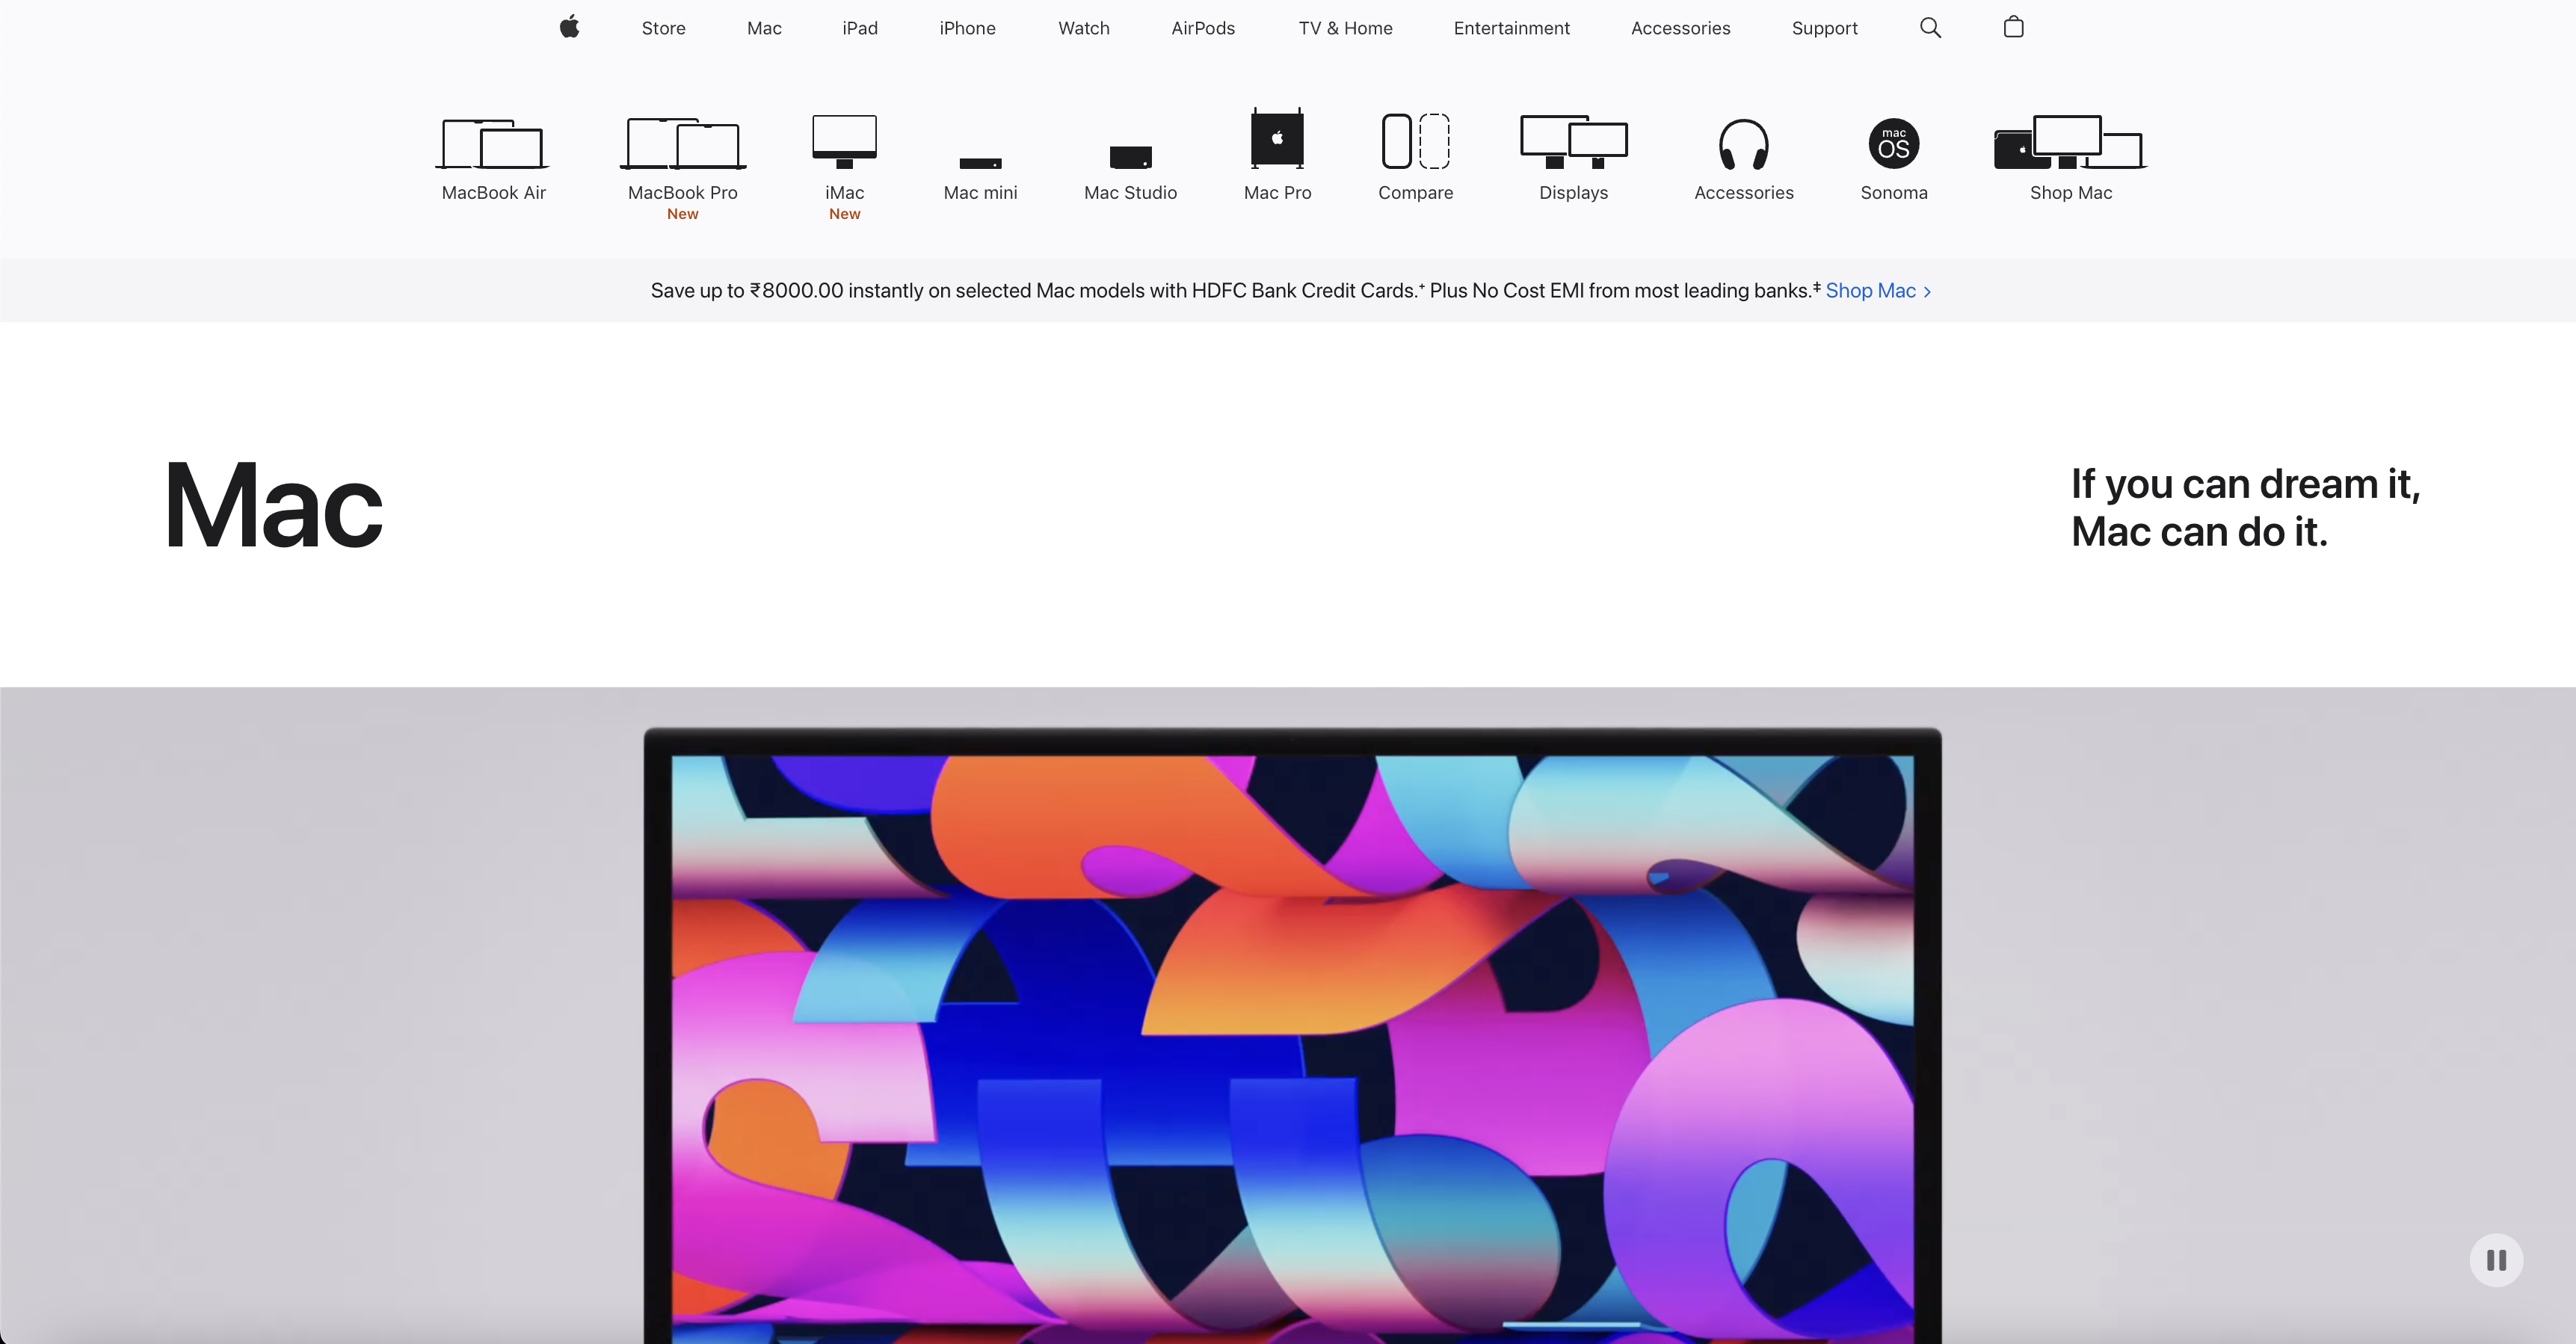 Store Mac iPad iPhone Watch AirPods TV & Home Entertainment Accessories Support
mac
OS
MacBook Air MacBook Pro iMac Mac mini Mac Studio Mac Pro Compare Displays Accessories Sonoma Shop Mac
New New
Save up to ₹8000.00 instantly on selected Mac models with HDFC Bank Credit Cards.⁺ Plus No Cost EMI from most leading banks.‡ Shop Mac >
Mac
If you can dream it,
Mac can do it.